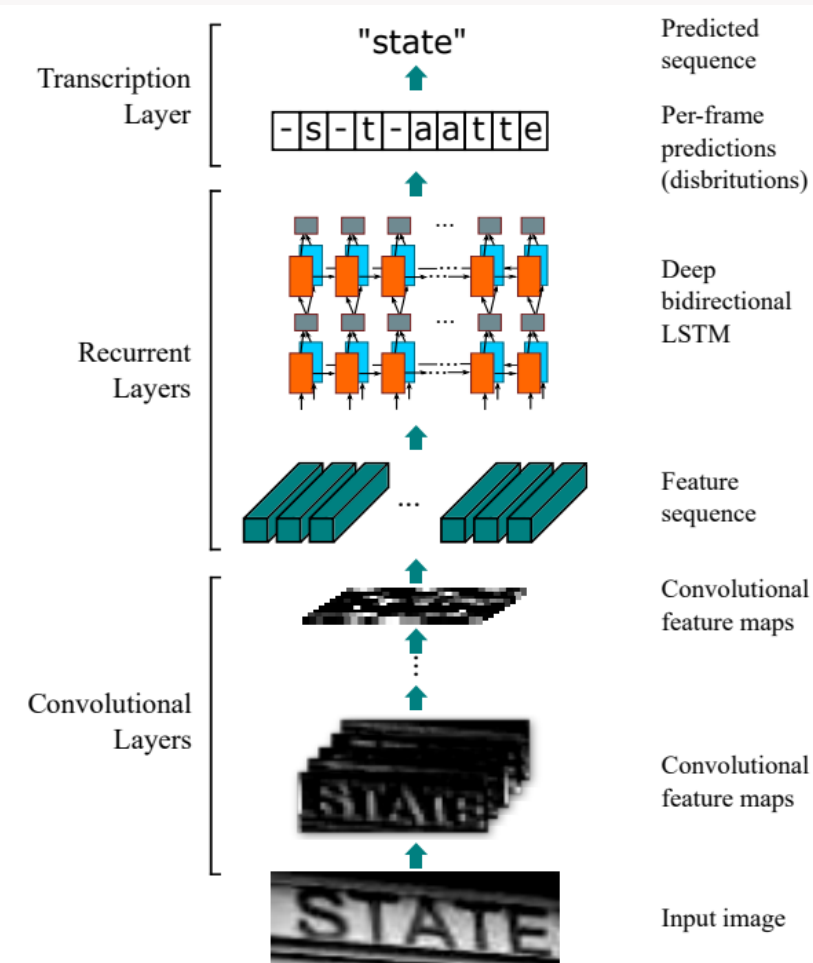 "state"
Predicted
sequence
Transcription
Layer
-s-t-aatte
Per-frame
predictions
(disbritutions)
...
Deep
bidirectional
LSTM
...
Recurrent
Layers
...
Feature
sequence
Convolutional
feature maps
Convolutional
Layers
STATE
Convolutional
feature maps
STATE
Input image